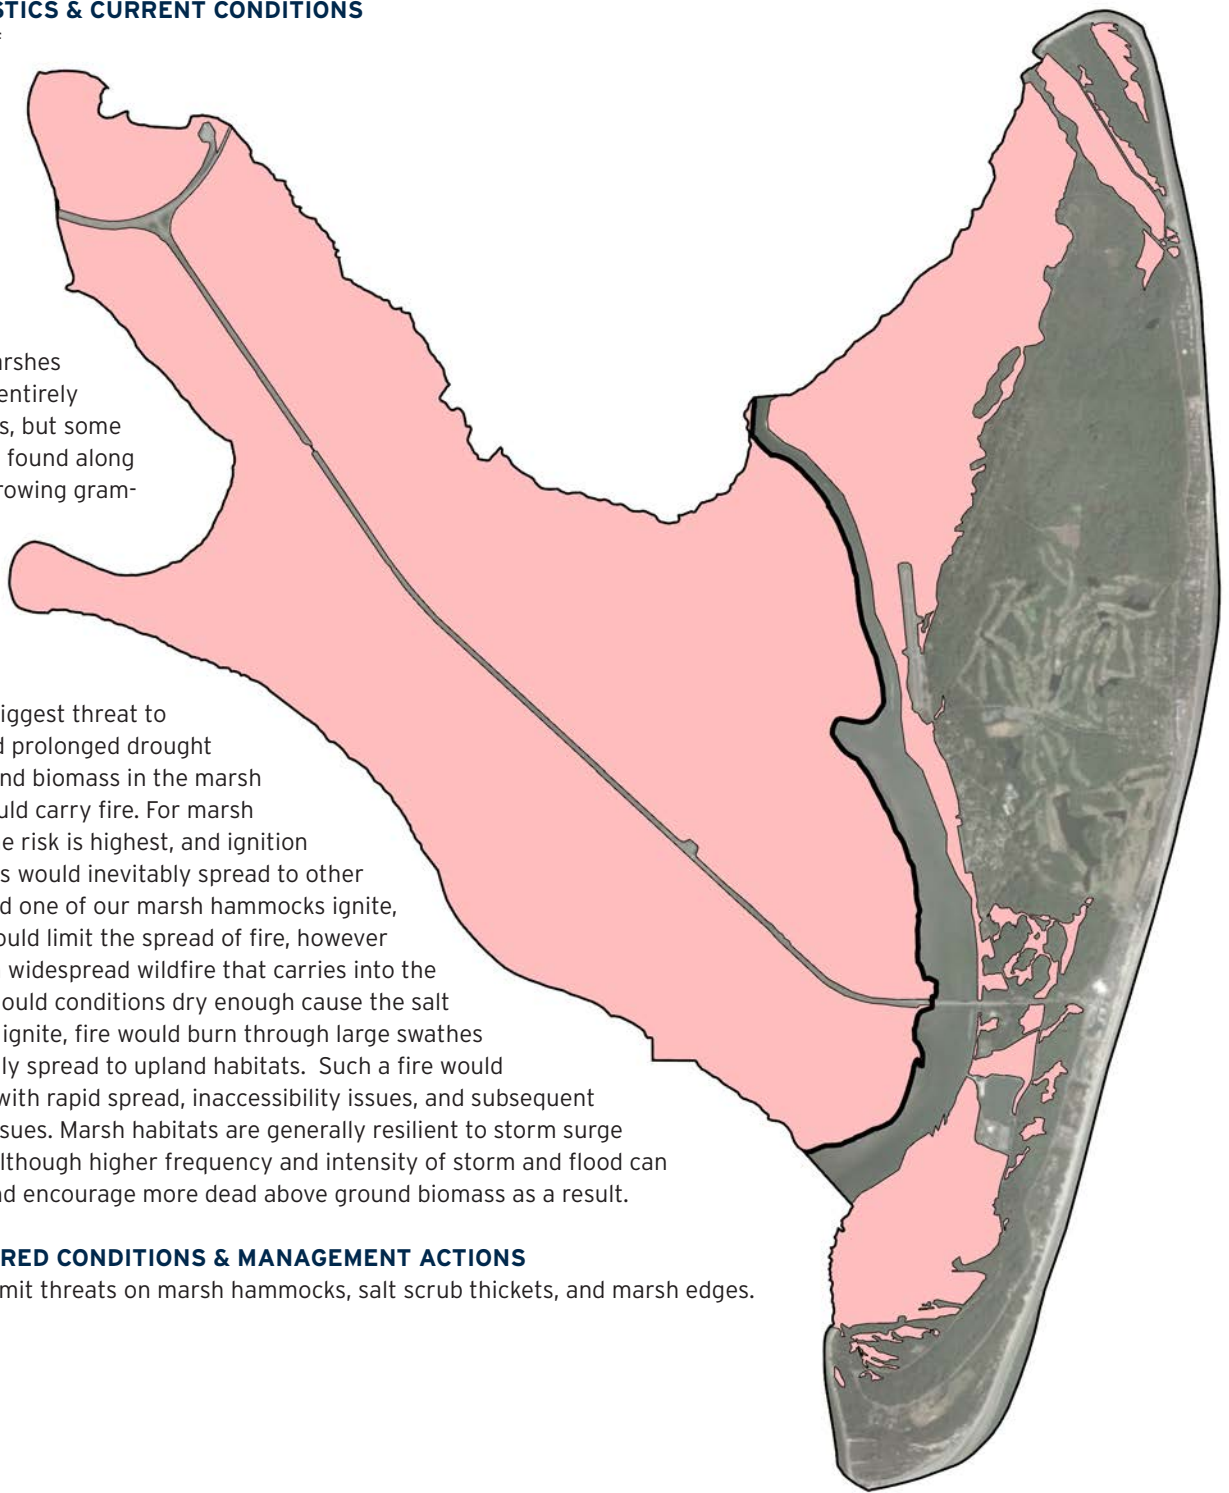 STICS & CURRENT CONDITIONS
arshes
entirely
s, but some
found along
rowing gram-
iggest threat to
d prolonged drought
nd biomass in the marsh
uld carry fire. For marsh
e risk is highest, and ignition
s would inevitably spread to other
d one of our marsh hammocks ignite,
ould limit the spread of fire, however
widespread wildfire that carries into the
ould conditions dry enough cause the salt
ignite, fire would burn through large swathes
ly spread to upland habitats. Such a fire would
with rapid spread, inaccessibility issues, and subsequent
sues. Marsh habitats are generally resilient to storm surge
lthough higher frequency and intensity of storm and flood can
nd encourage more dead above ground biomass as a result.
RED CONDITIONS & MANAGEMENT ACTIONS
mit threats on marsh hammocks, salt scrub thickets, and marsh edges.